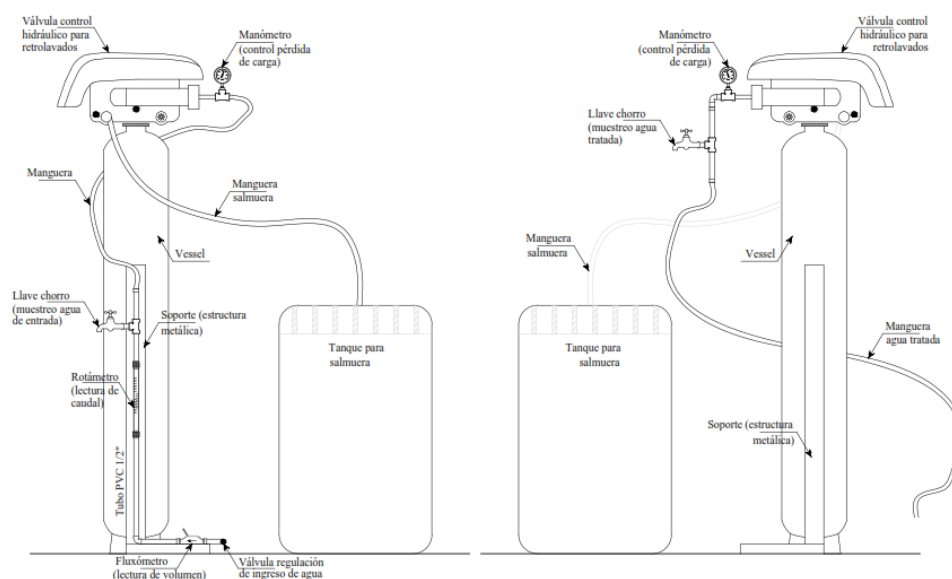 Válvula control
hidráulico para
retrolavados
Manómetro
(control pérdida
de carga)
Manguera
Manguera
salmuera
Vessel
Llave chorro
(muestreo agua
de entrada)
Soporte (estructura
metálica)
Rotámetro
(lectura de
caudal)
Tubo PVC 1/2"
Tanque para
salmuera
Fluxómetro
(lectura de volumen)
Válvula regulación
de ingreso de agua
Manómetro
(control pérdida
de carga)
Válvula control
hidráulico para
retrolavados
Llave chorro
(muestreo agua
tratada)
Manguera
salmuera
Vessel
Tanque para
salmuera
Manguera
agua tratada
Soporte (estructura
metálica)